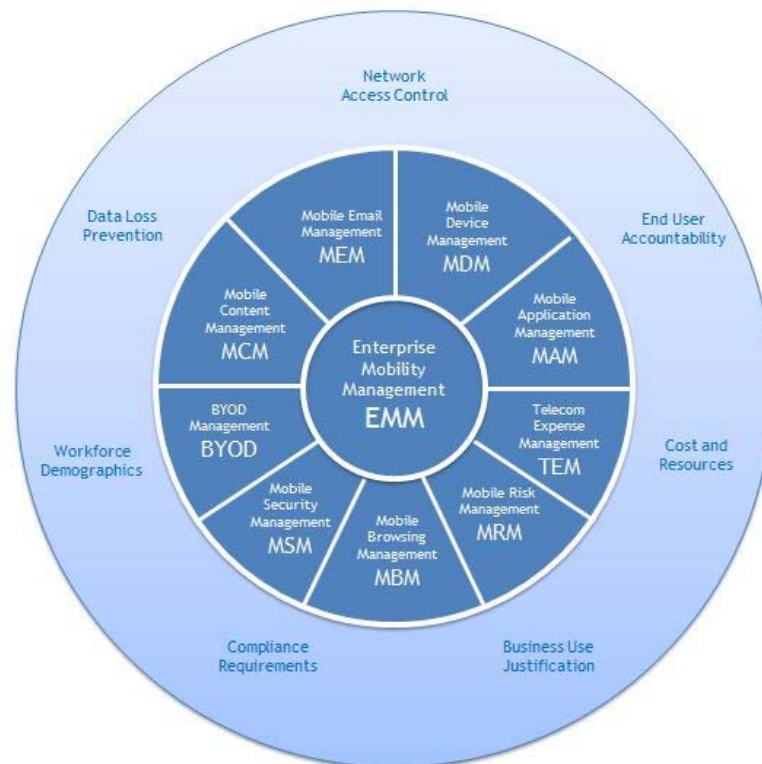 Network
Access Control
Data Loss
Prevention
End User
Accountability
Mobile Email
Management
MEM
Mobile
Device
Management
MDM
Mobile
Content
Management
MCM
Mobile
Application
Management
MAM
Enterprise
Mobility
Management
EMM
BYOD
Management
BYOD
Telecom
Expense
Management
TEM
Workforce
Demographics
Cost and
Resources
Mobile
Security
Management
MSM
Mobile
Browsing
Management
MBM
Mobile Risk
Management
MRM
Compliance
Requirements
Business Use
Justification